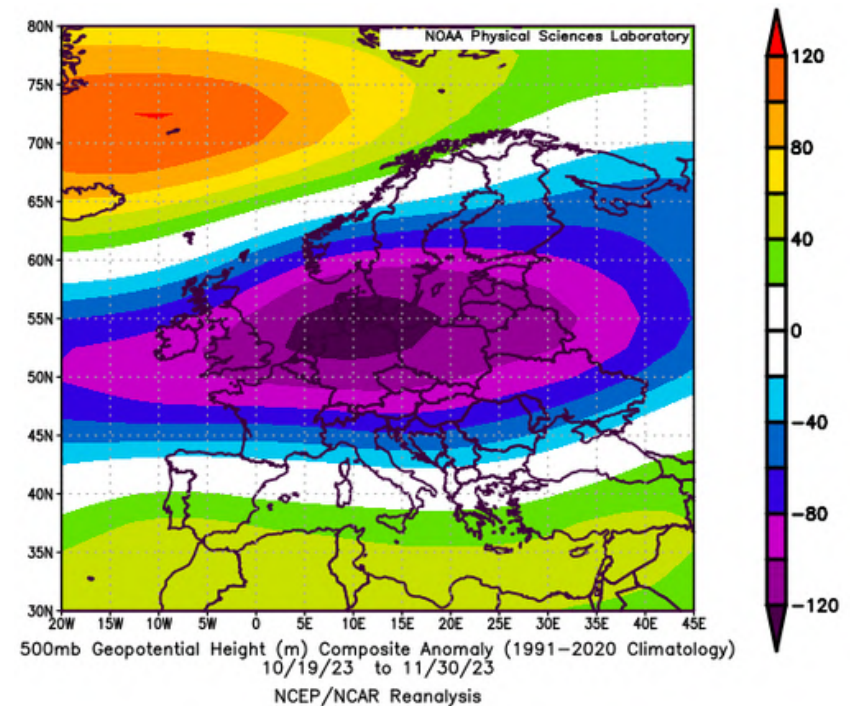 80N
NOAA Physical Sciences Laboratory
75N
70N
65N
60N
55N
50N
45N
40N
35N
30N
20W 15W 10W 5W 0 5E 10E 15E 20E 25E 30E 35E 40E 45E
120
80
40
0
-40
-80
-120
500mb Geopotential Height (m) Composite Anomaly (1991-2020 Climatology)
10/19/23 to 11/30/23
NCEP/NCAR Reanalysis